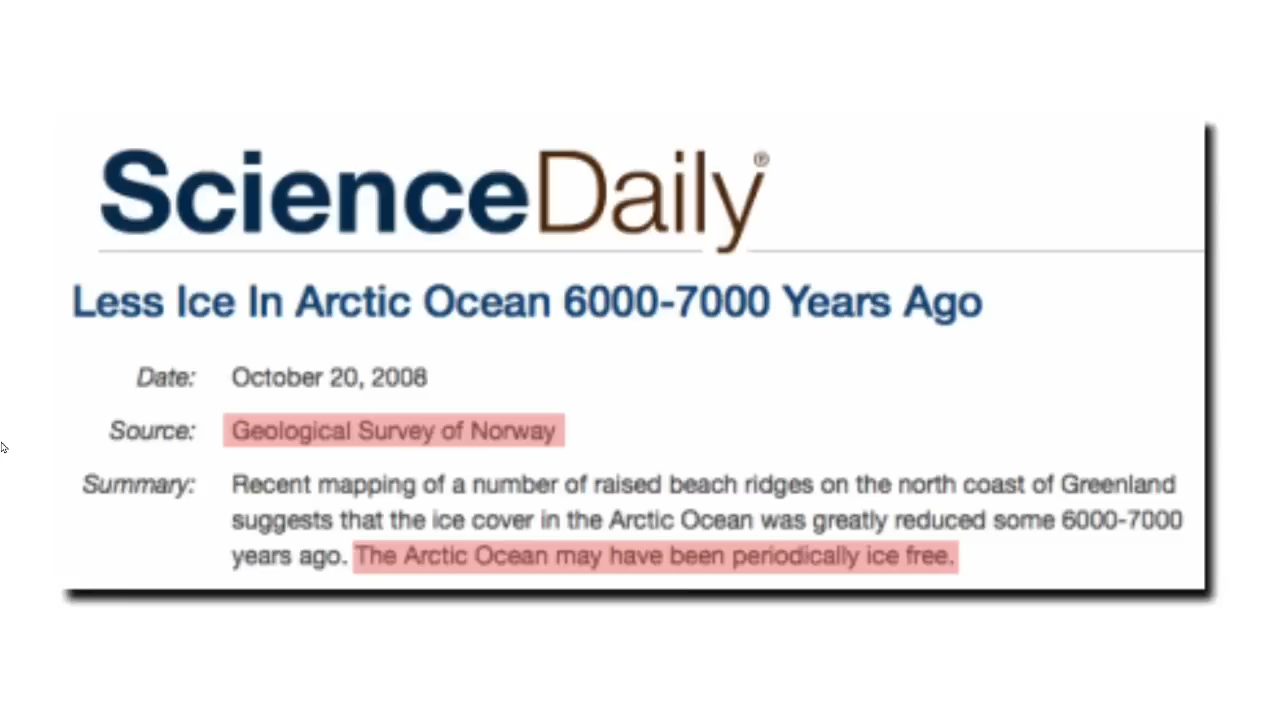 ScienceDaily®
Less Ice In Arctic Ocean 6000-7000 Years Ago
Date: October 20, 2008
Source: Geological Survey of Norway
Summary: Recent mapping of a number of raised beach ridges on the north coast of Greenland
suggests that the ice cover in the Arctic Ocean was greatly reduced some 6000-7000
years ago. The Arctic Ocean may have been periodically ice free.